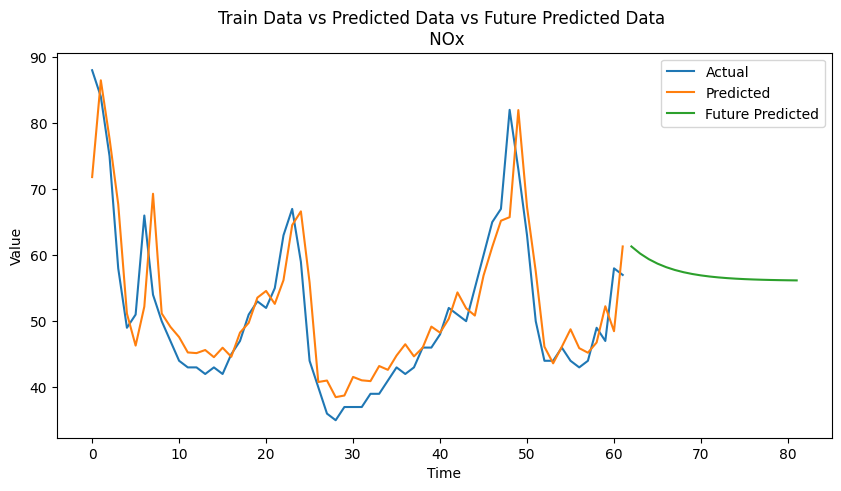 Train Data vs Predicted Data vs Future Predicted Data
NOx
Actual
Predicted
Future Predicted
90
80
70
60
50
40
Value
0 10 20 30 40 50 60 70 80
Time